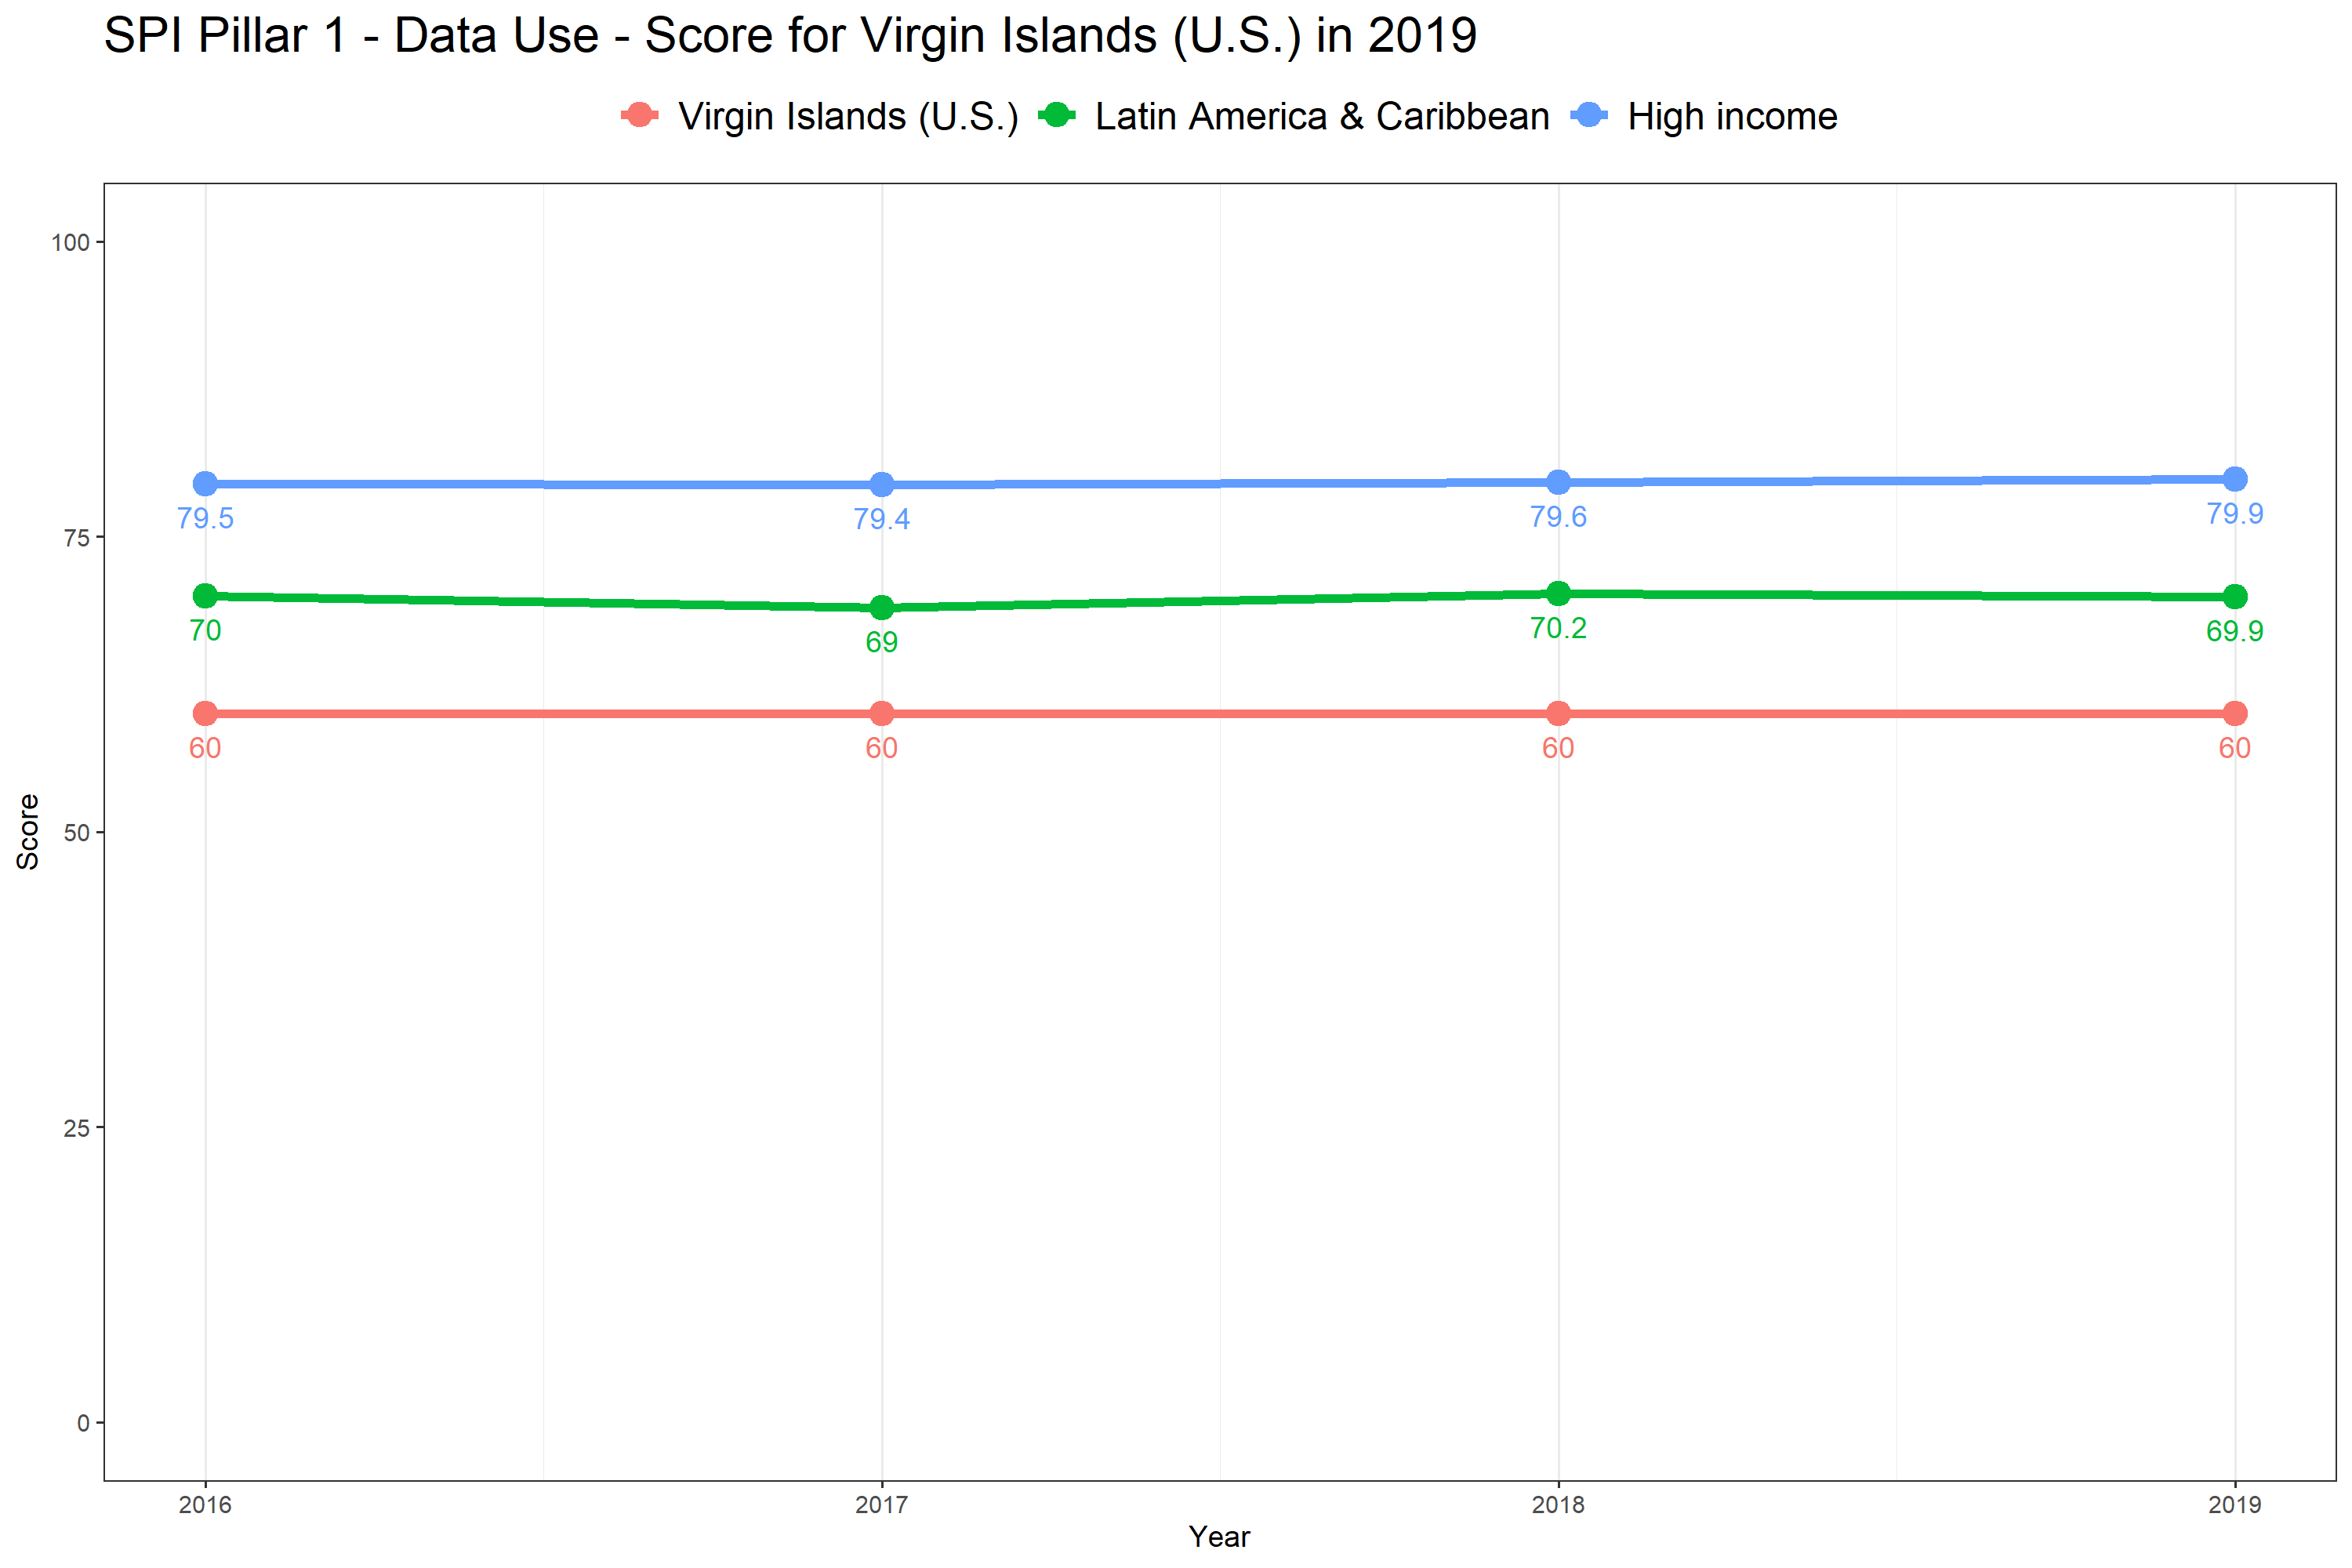 SPI Pillar 1 - Data Use - Score for Virgin Islands (U.S.) in 2019
Virgin Islands (U.S.) Latin America & Caribbean High income
100
75
50
25
0
Score
79.5 79.4 79.6 79.9
70 69 70.2 69.9
60 60 60 60
2016 2017 2018 2019
Year